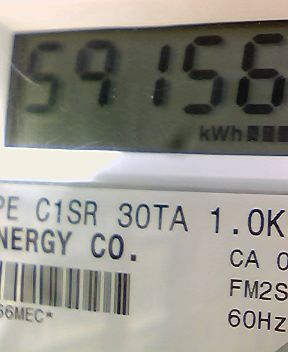 59156
kWh
PE C1SR 30TA 1.0K
NERGY CO.
CA 0
FM2S
66MEC*
60Hz